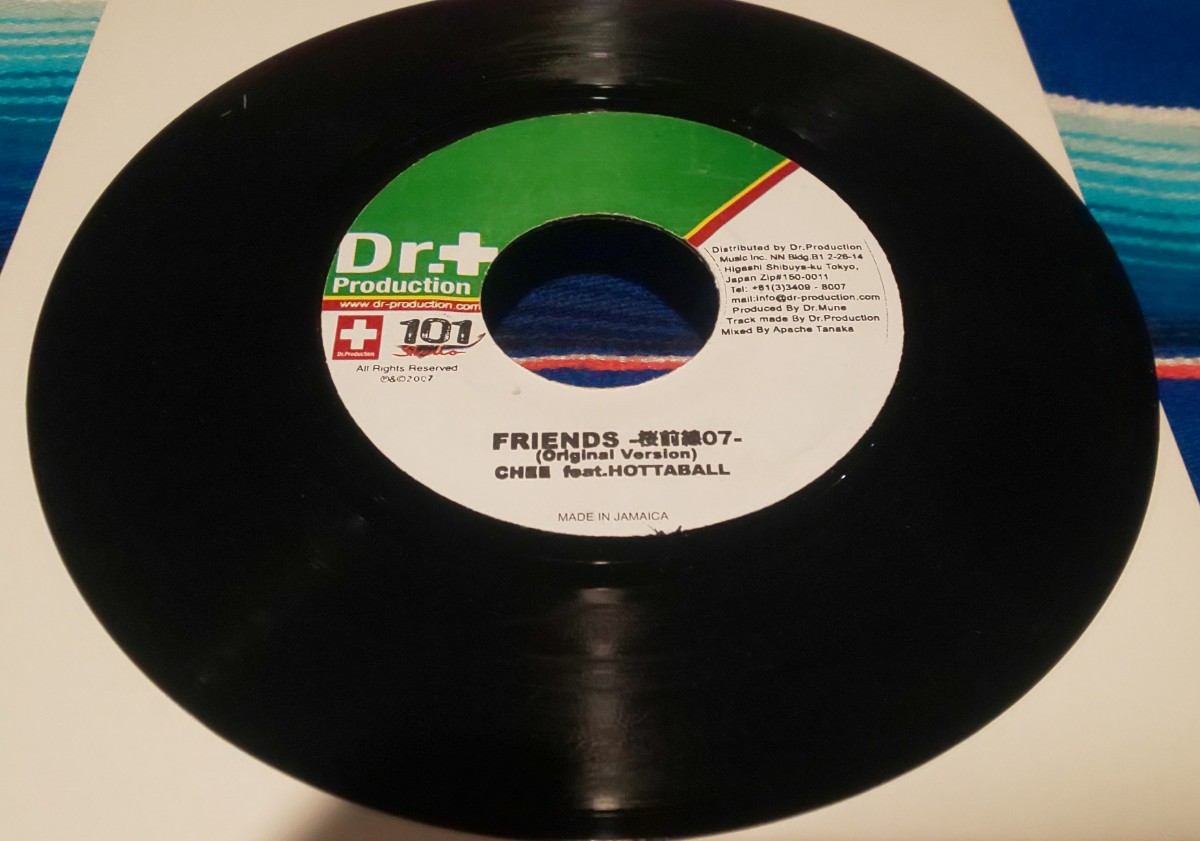 Dr.
Production
www.dr-production.com
Dr.Production
101
Studio
All Rights Reserved
℗&©2007
Distributed by Dr.Production
Music Inc. NN Bldg.B1 2-26-14
Higashi Shibuya-ku Tokyo,
Japan Zip#150-0011
Tel: +81(3)3409 - 8007
mail:info@dr-production.com
Produced By Dr.Mune
Track made By Dr.Production
Mixed By Apache Tanaka
FRIENDS -桜前線07-
(Original Version)
CHEE feat.HOTTABALL
MADE IN JAMAICA